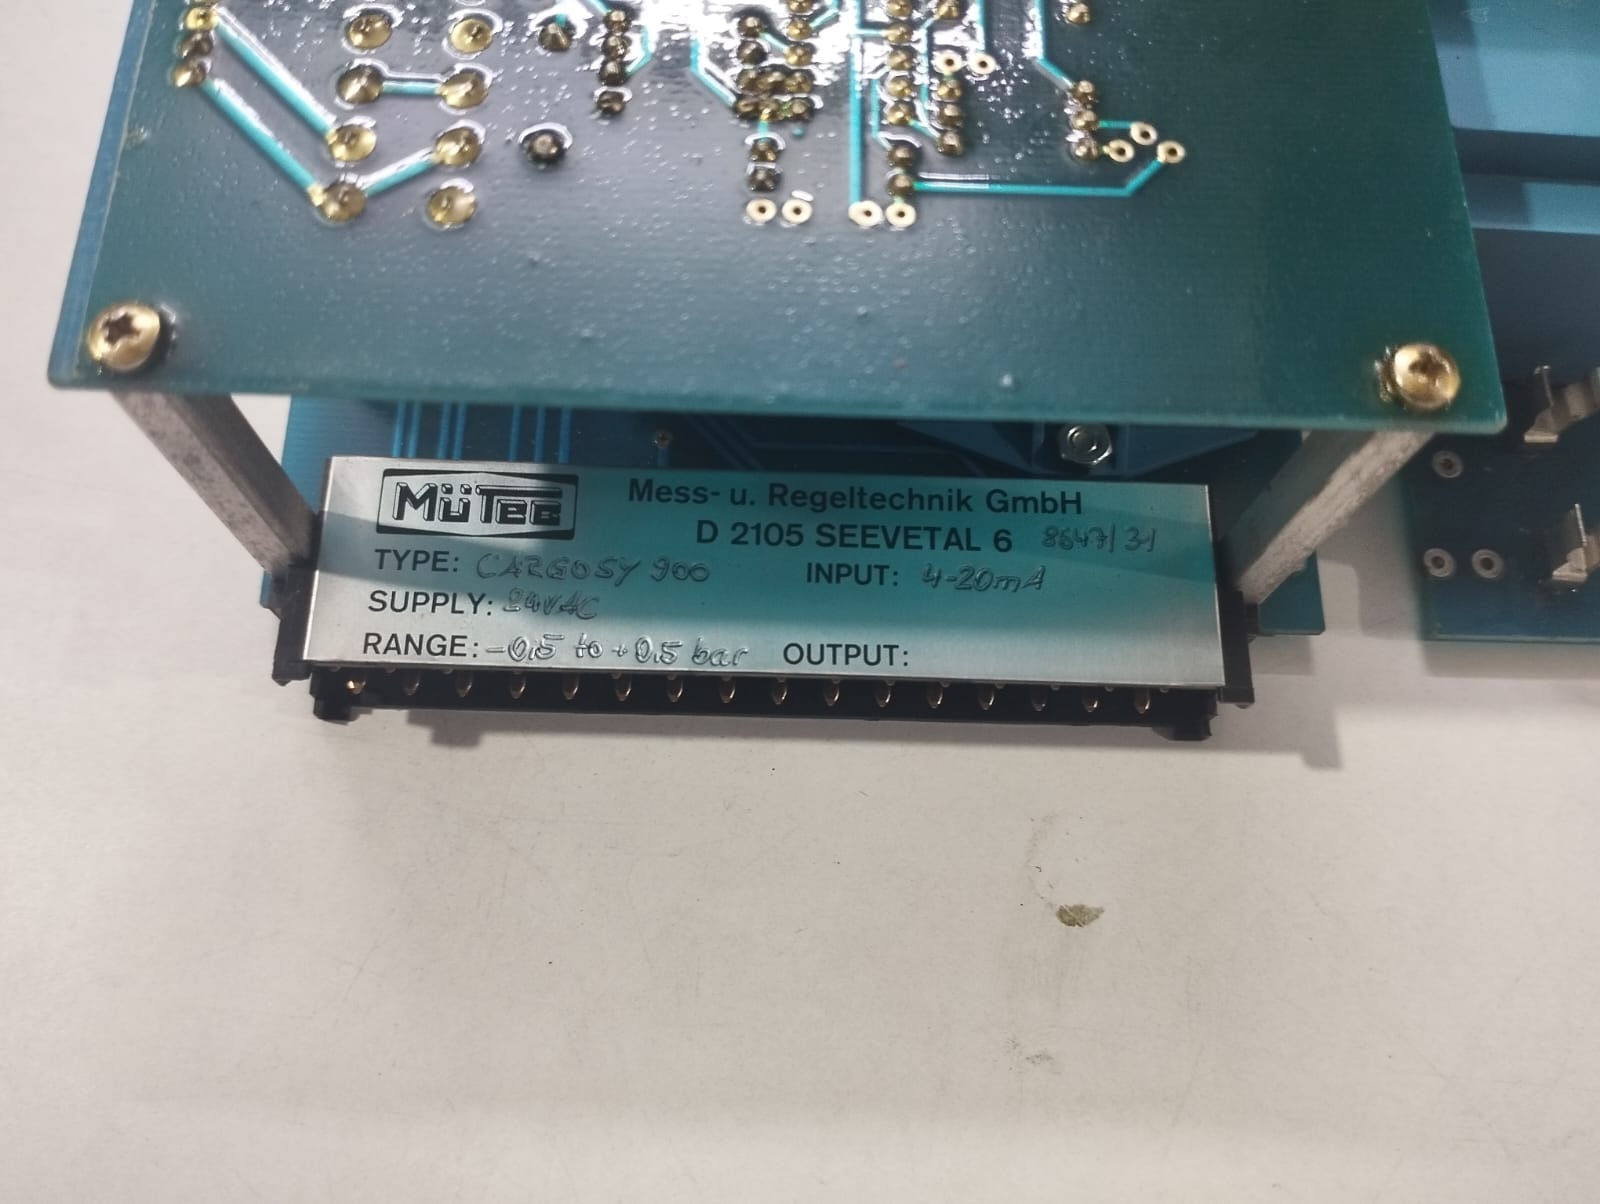 MüTec Mess- u. Regeltechnik GmbH
D 2105 SEEVETAL 6 8647/31
TYPE: CARGOSY 900 INPUT: 4-20mA
SUPPLY: 24VAC
RANGE: -0,5 to +0,5 bar OUTPUT: